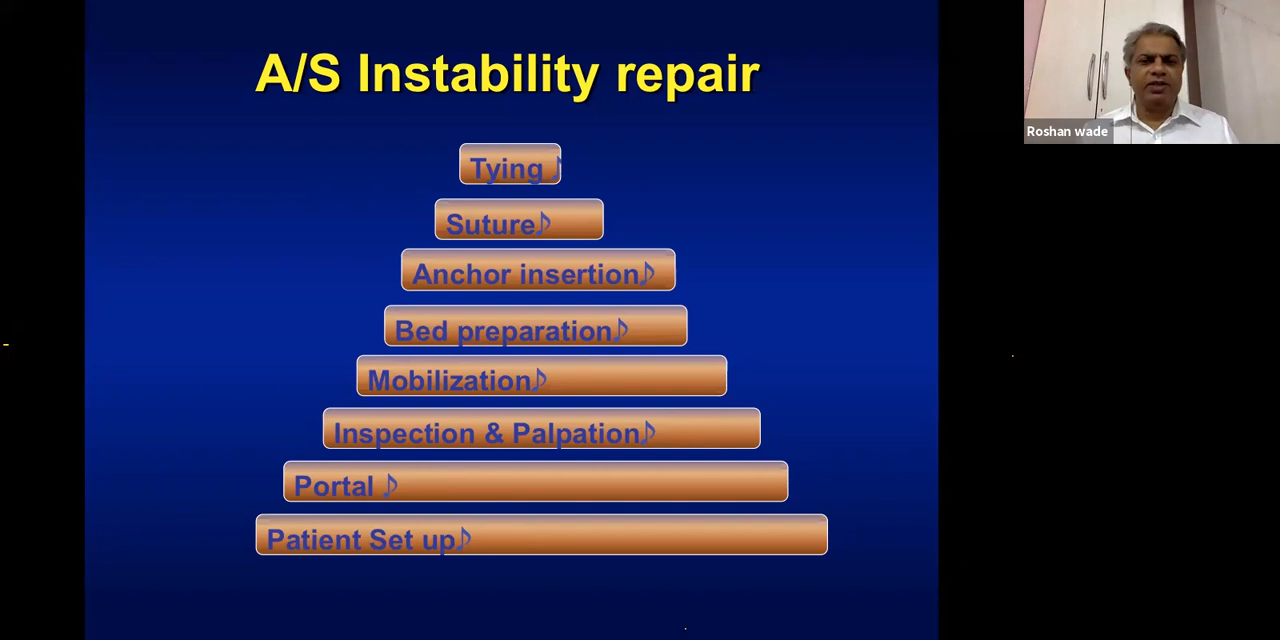 A/S Instability repair
Tying ♪
Suture♪
Anchor insertion♪
Bed preparation♪
Mobilization♪
Inspection & Palpation♪
Portal ♪
Patient Set up♪
Roshan wade